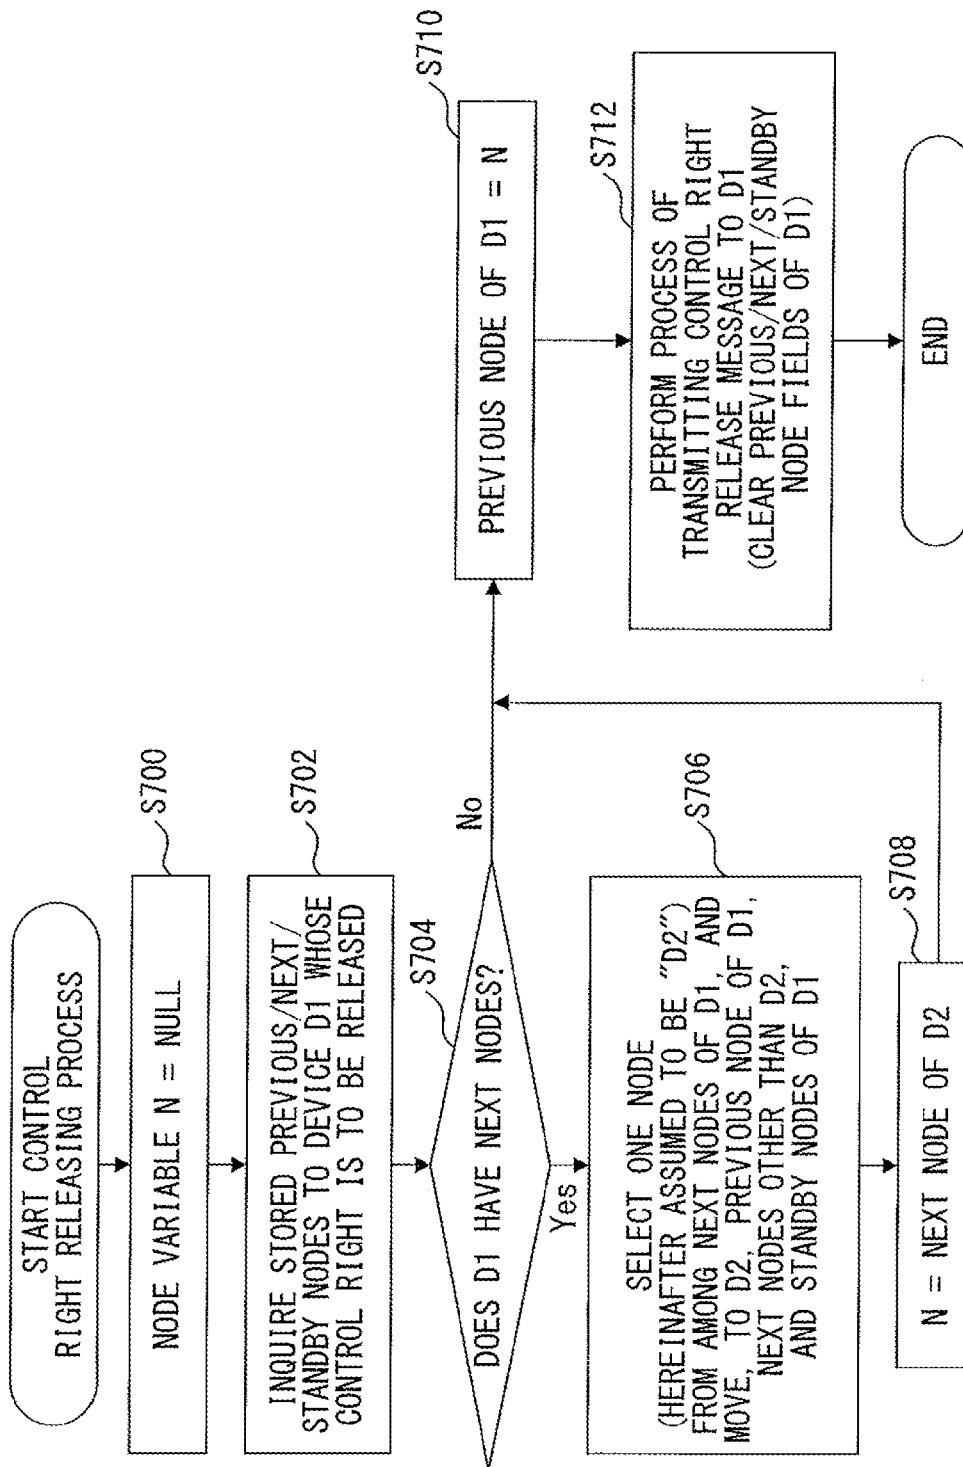 START CONTROL
RIGHT RELEASING PROCESS
S700
NODE VARIABLE N = NULL
S702
INQUIRE STORED PREVIOUS/NEXT/
STANDBY NODES TO DEVICE D1 WHOSE
CONTROL RIGHT IS TO BE RELEASED
S704
DOES D1 HAVE NEXT NODES?
No
Yes
S706
SELECT ONE NODE
(HEREINAFTER ASSUMED TO BE "D2")
FROM AMONG NEXT NODES OF D1, AND
MOVE, TO D2, PREVIOUS NODE OF D1,
NEXT NODES OTHER THAN D2,
AND STANDBY NODES OF D1
S708
N = NEXT NODE OF D2
S710
PREVIOUS NODE OF D1 = N
S712
PERFORM PROCESS OF
TRANSMITTING CONTROL RIGHT
RELEASE MESSAGE TO D1
(CLEAR PREVIOUS/NEXT/STANDBY
NODE FIELDS OF D1)
END